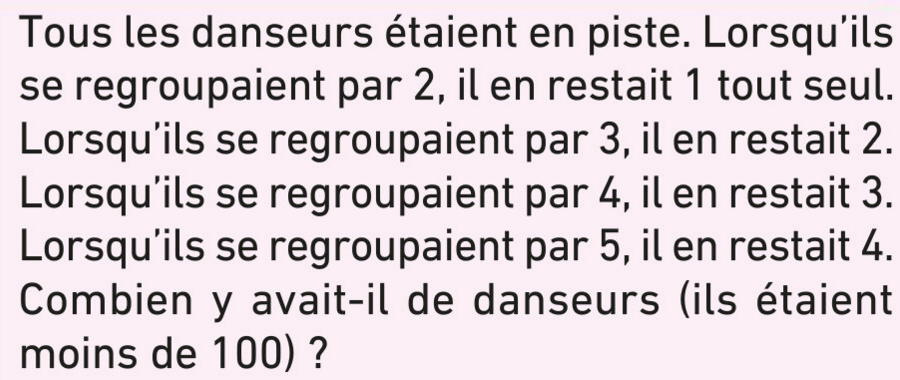 Tous les danseurs étaient en piste. Lorsqu’ils
se regroupaient par 2, il en restait 1 tout seul.
Lorsqu’ils se regroupaient par 3, il en restait 2.
Lorsqu’ils se regroupaient par 4, il en restait 3.
Lorsqu’ils se regroupaient par 5, il en restait 4.
Combien y avait-il de danseurs (ils étaient
moins de 100) ?